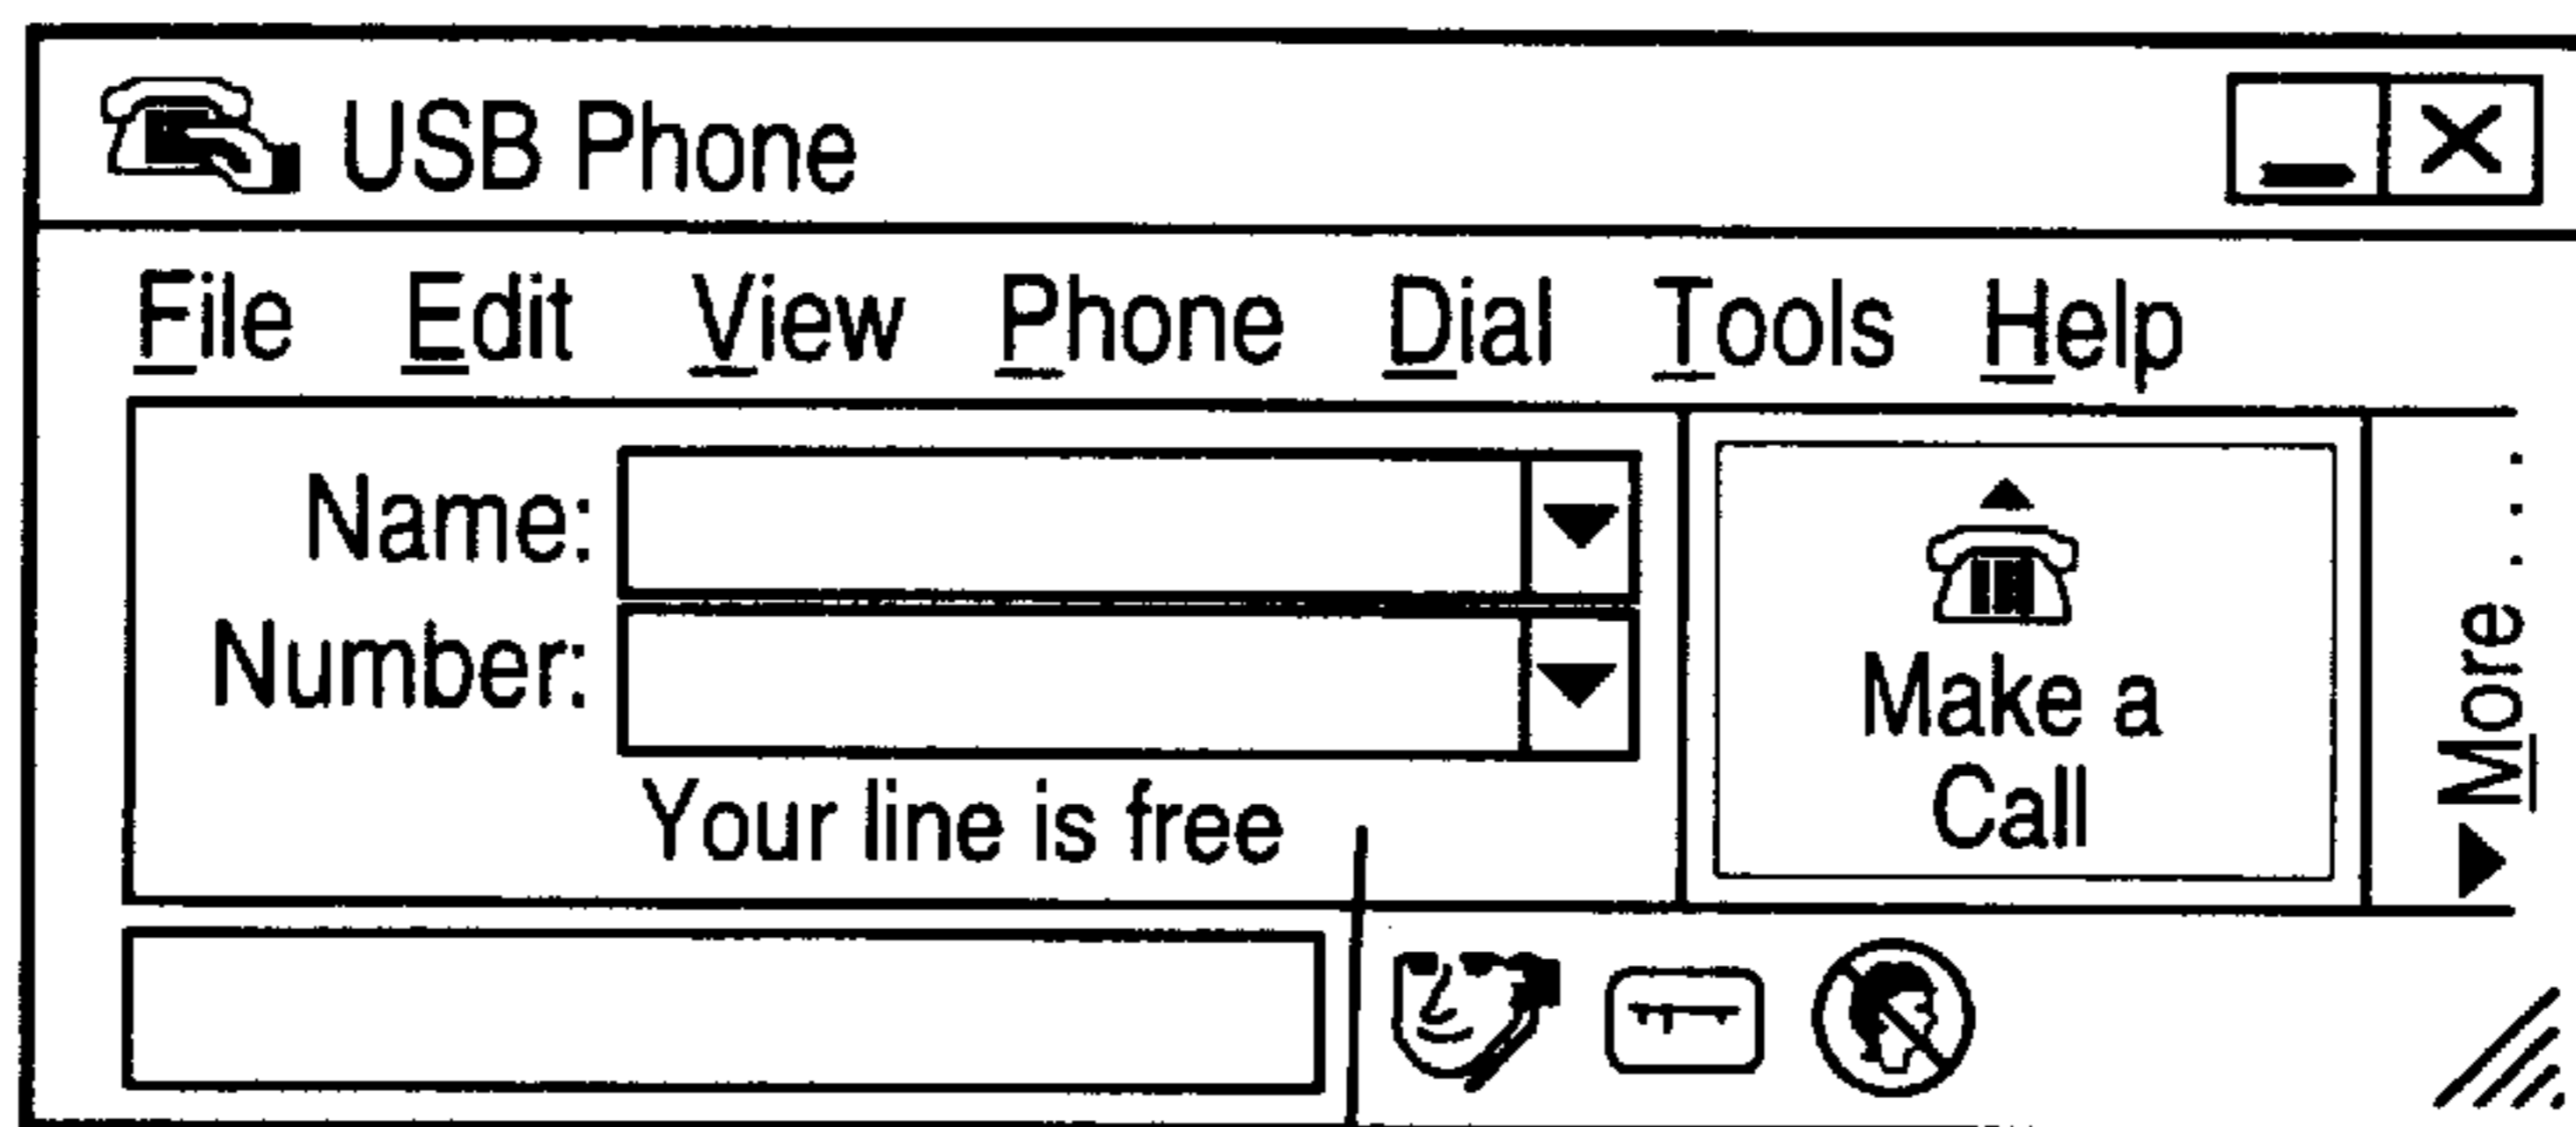 USB Phone
File Edit View Phone Dial Tools Help
Name:
Number:
Your line is free
Make a
Call
More ...